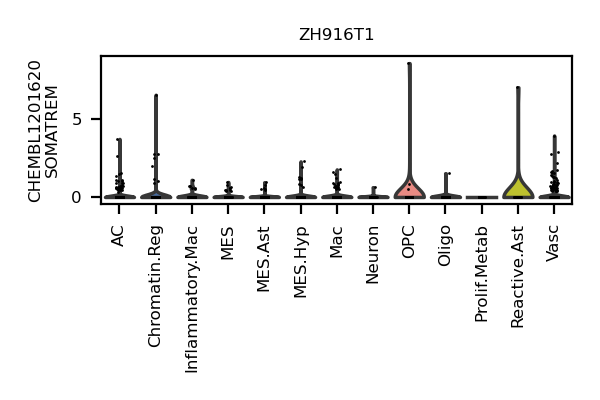 ZH916T1
CHEMBL1201620
SOMATREM
5
0
AC
Chromatin.Reg
Inflammatory.Mac
MES
MES.Ast
MES.Hyp
Mac
Neuron
OPC
Oligo
Prolif.Metab
Reactive.Ast
Vasc